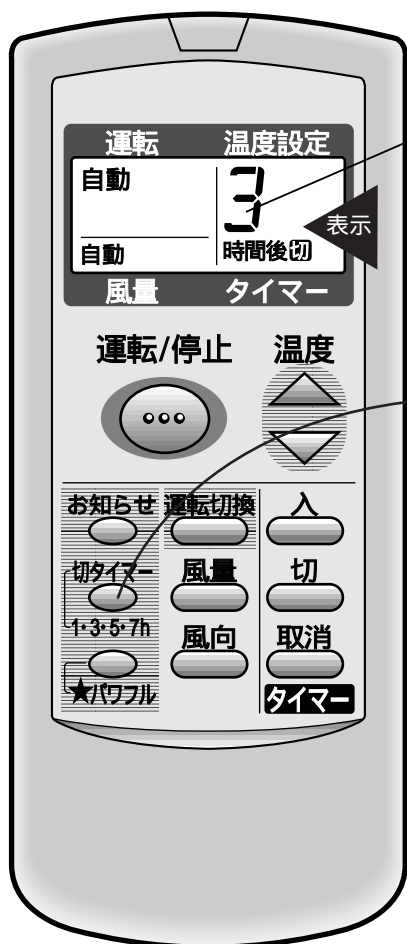 運転 温度設定
自動 3
表示
自動 時間後切
風量 タイマー
運転/停止 温度
お知らせ 運転切換 入
切タイマー 風量 切
1・3・5・7h 風向 取消
★パワフル タイマー